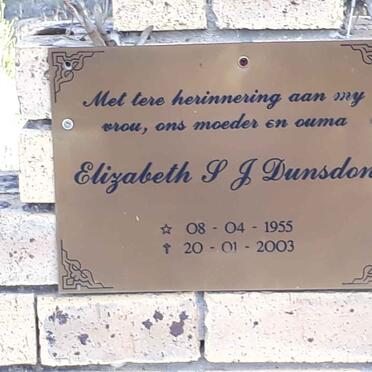 Met tere herinnering aan my
vrou, ons moeder en ouma
Elizabeth S J Dunsdon
☆ 08 - 04 - 1955
✝ 20 - 01 - 2003